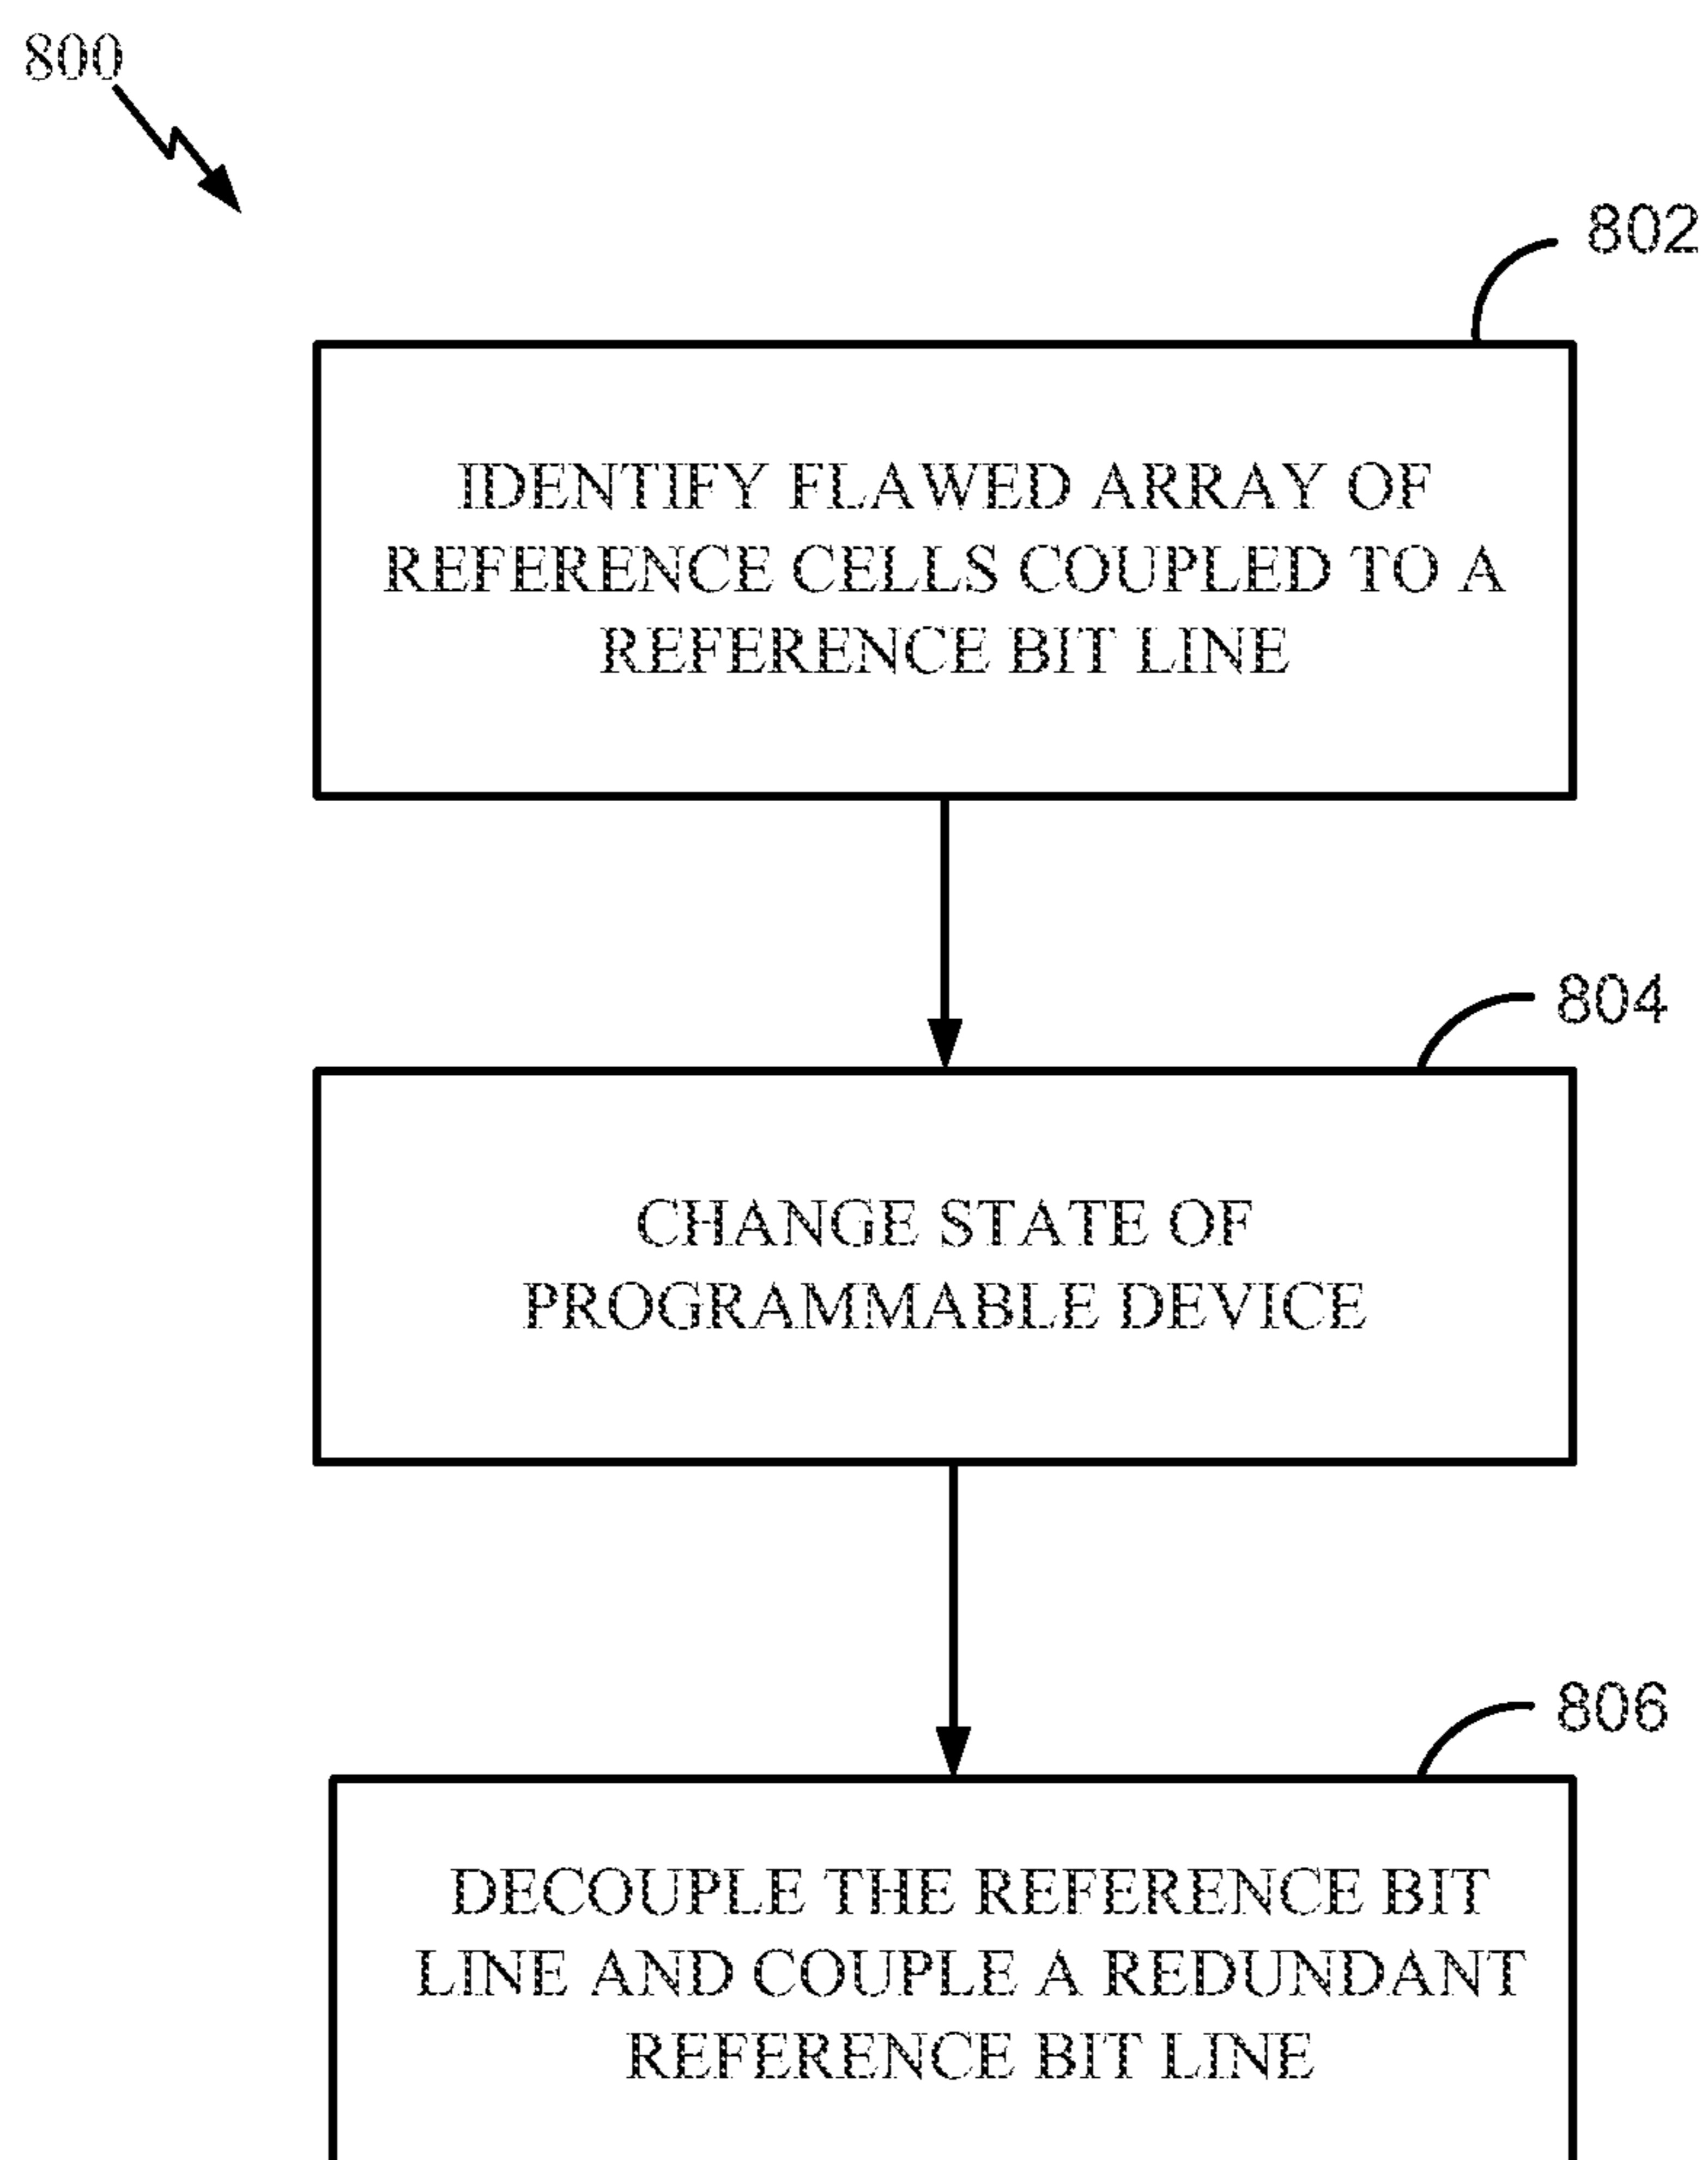 800
802
IDENTIFY FLAWED ARRAY OF
REFERENCE CELLS COUPLED TO A
REFERENCE BIT LINE
804
CHANGE STATE OF
PROGRAMMABLE DEVICE
806
DECOUPLE THE REFERENCE BIT
LINE AND COUPLE A REDUNDANT
REFERENCE BIT LINE